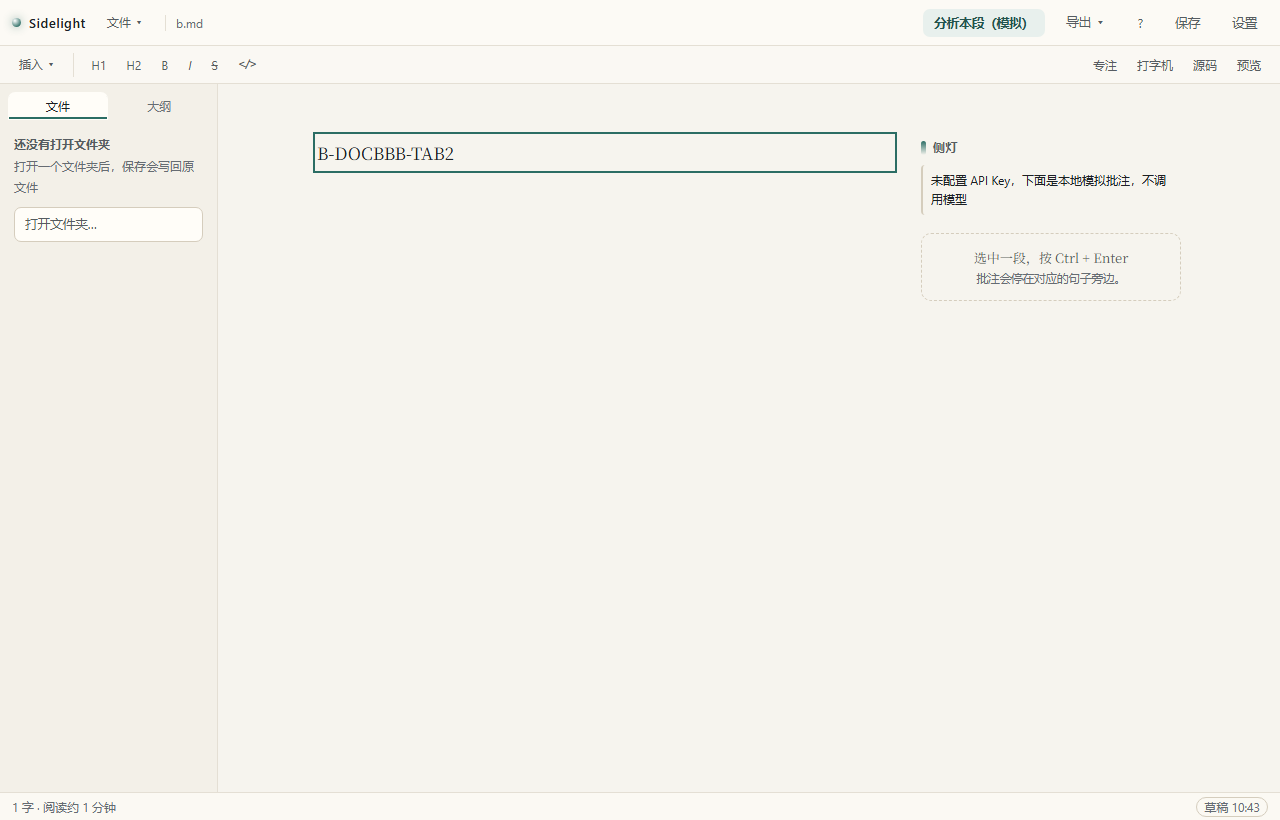 Sidelight 文件 b.md 分析本段（模拟） 导出 ? 保存 设置
插入 H1 H2 B I S </> 专注 打字机 源码 预览
文件 大纲
还没有打开文件夹
打开一个文件夹后，保存会写回原
文件
打开文件夹...
B-DOCBBB-TAB2
侧灯
未配置 API Key，下面是本地模拟批注，不调
用模型
选中一段，按 Ctrl + Enter
批注会停在对应的句子旁边。
1 字 · 阅读约 1 分钟 草稿 10:43